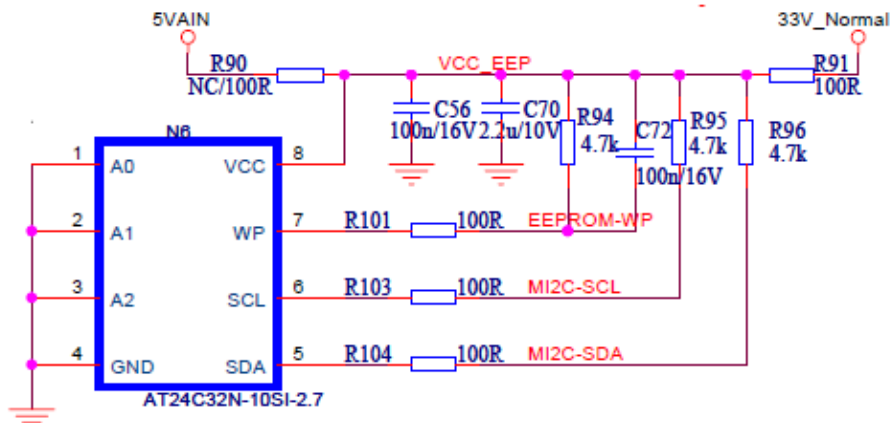 5VAIN
33V_Normal
R90
NC/100R
VCC_EEP
R91
100R
C56
100n/16V
C70
2.2u/10V
R94
4.7k
C72
100n/16V
R95
4.7k
R96
4.7k
N6
1 A0 VCC 8
2 A1 WP 7 R101 100R EEPROM-WP
3 A2 SCL 6 R103 100R MI2C-SCL
4 GND SDA 5 R104 100R MI2C-SDA
AT24C32N-10SI-2.7